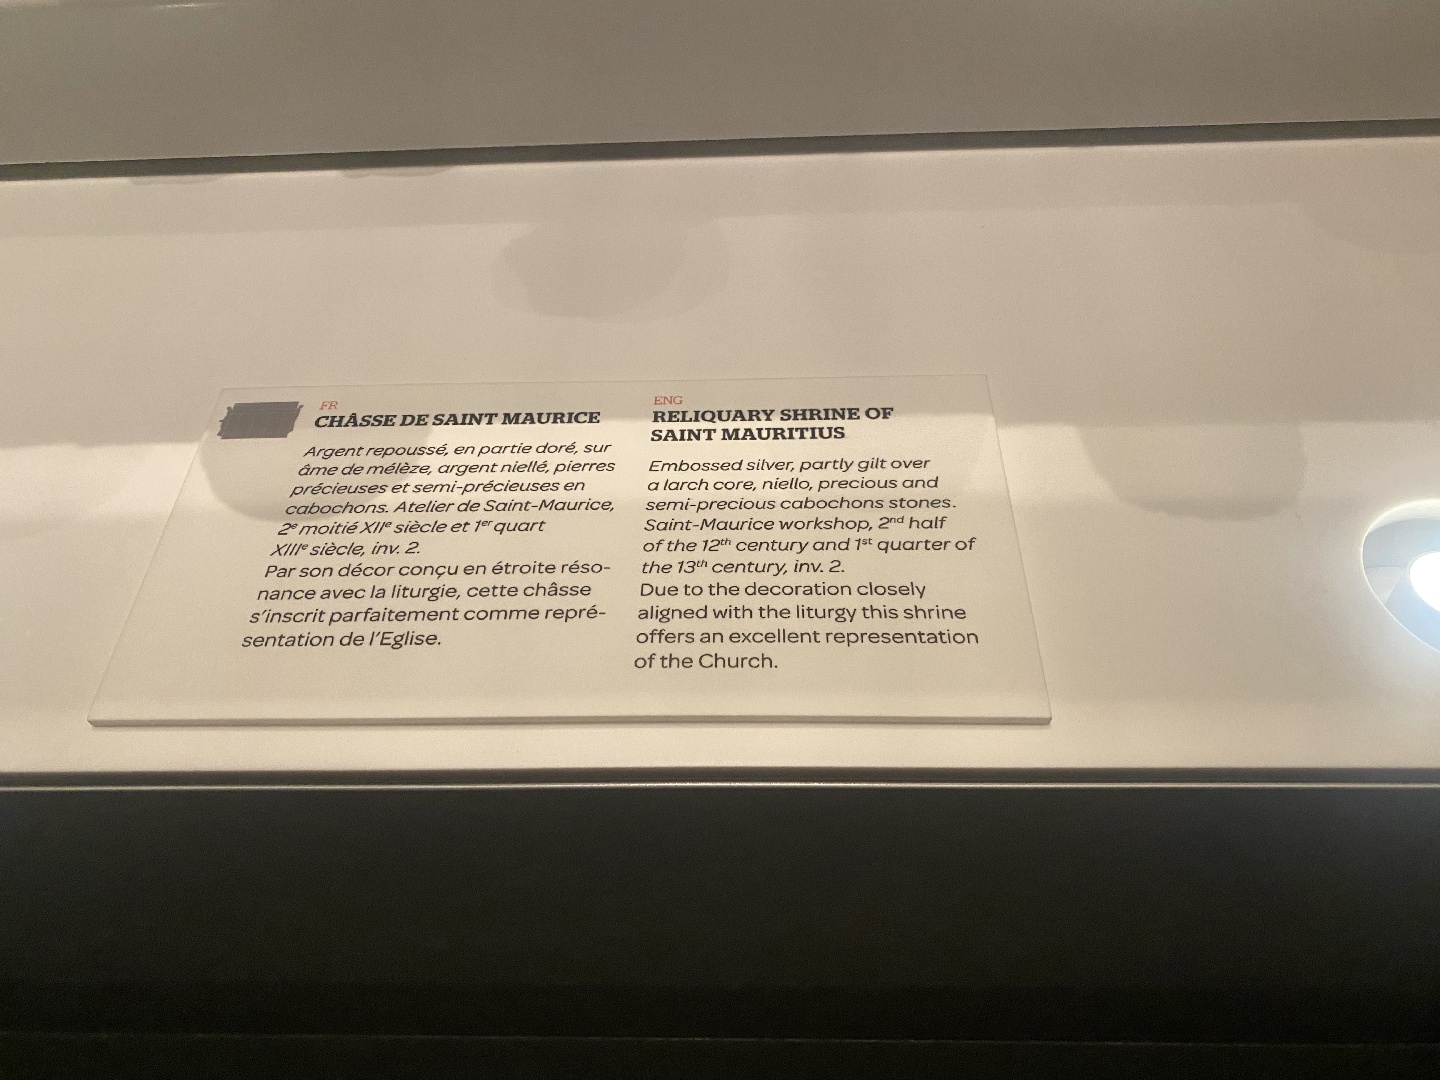 FR
CHÂSSE DE SAINT MAURICE
Argent repoussé, en partie doré, sur
âme de mélèze, argent niellé, pierres
précieuses et semi-précieuses en
cabochons. Atelier de Saint-Maurice,
2e moitié XIIe siècle et 1er quart
XIIIe siècle, inv. 2.
Par son décor conçu en étroite réso-
nance avec la liturgie, cette châsse
s'inscrit parfaitement comme repré-
sentation de l'Eglise.
ENG
RELIQUARY SHRINE OF
SAINT MAURITIUS
Embossed silver, partly gilt over
a larch core, niello, precious and
semi-precious cabochons stones.
Saint-Maurice workshop, 2nd half
of the 12th century and 1st quarter of
the 13th century, inv. 2.
Due to the decoration closely
aligned with the liturgy this shrine
offers an excellent representation
of the Church.